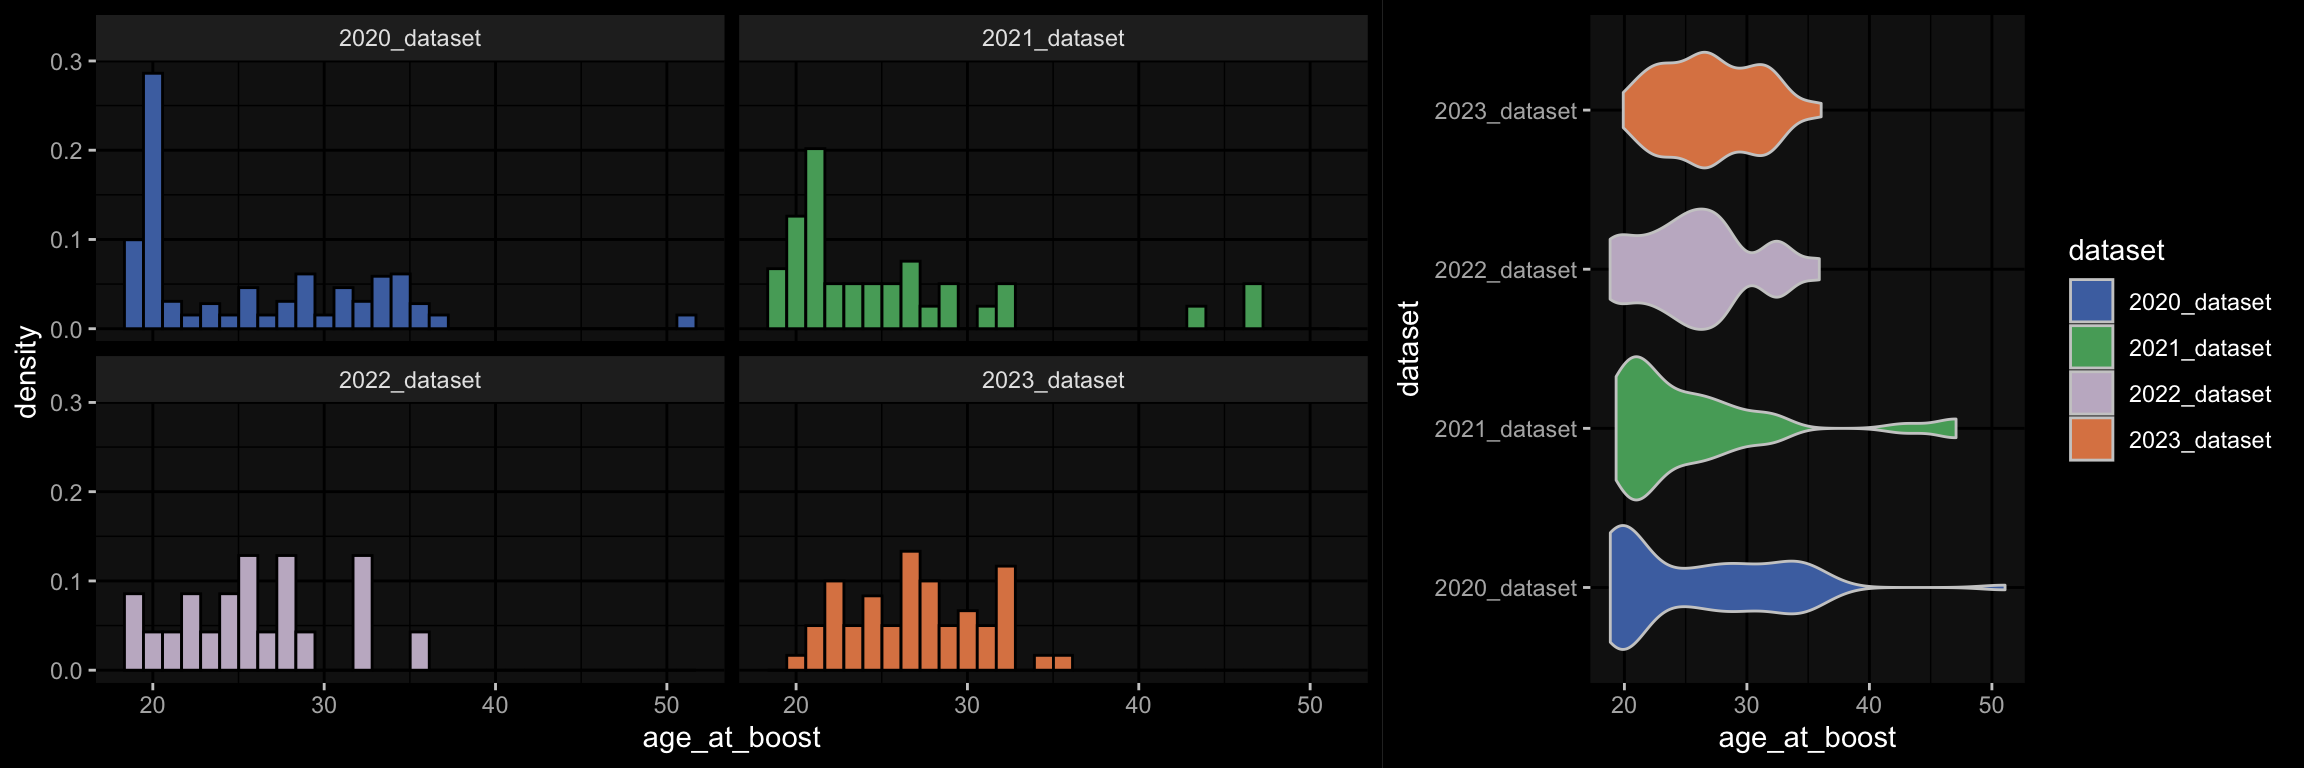 2020_dataset
2021_dataset
0.3
0.2
0.1
0.0
2022_dataset
2023_dataset
0.3
0.2
0.1
0.0
density
20 30 40 50
20 30 40 50
age_at_boost
dataset
2023_dataset
2022_dataset
2021_dataset
2020_dataset
20 30 40 50
age_at_boost
dataset
2020_dataset
2021_dataset
2022_dataset
2023_dataset